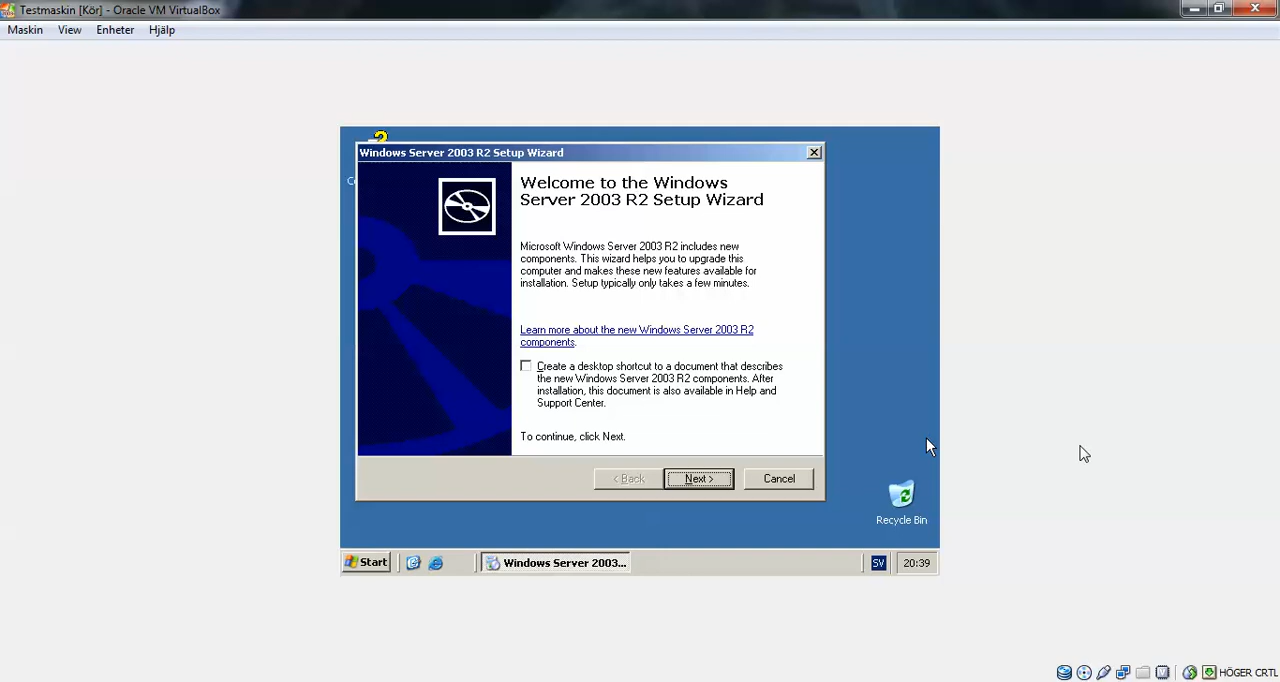 Testmaskin [Kör] - Oracle VM VirtualBox
Maskin View Enheter Hjälp
Windows Server 2003 R2 Setup Wizard
Welcome to the Windows
Server 2003 R2 Setup Wizard
Microsoft Windows Server 2003 R2 includes new
components. This wizard helps you to upgrade this
computer and makes these new features available for
installation. Setup typically only takes a few minutes.
Learn more about the new Windows Server 2003 R2
components.
Create a desktop shortcut to a document that describes
the new Windows Server 2003 R2 components. After
installation, this document is also available in Help and
Support Center.
To continue, click Next.
< Back Next > Cancel
Recycle Bin
Start Windows Server 2003... SV 20:39
HÖGER CRTL